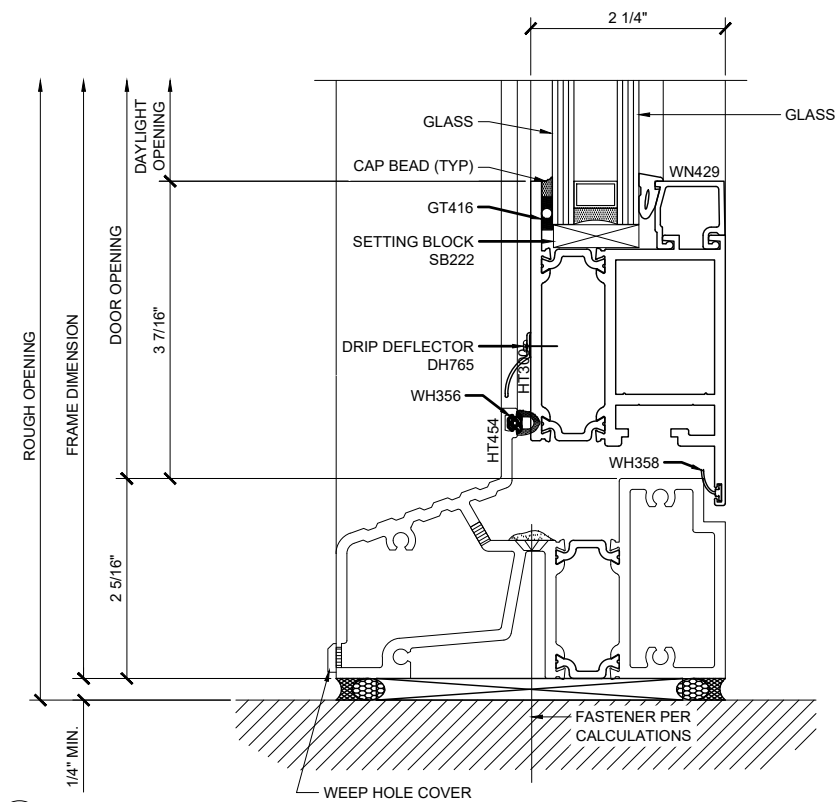 2 1/4"
DAYLIGHT
OPENING
GLASS
GLASS
CAP BEAD (TYP)
WN429
GT416
SETTING BLOCK
SB222
DOOR OPENING
3 7/16"
ROUGH OPENING
FRAME DIMENSION
DRIP DEFLECTOR
DH765
WH356
HT454
WH358
2 5/16"
FASTENER PER
CALCULATIONS
1/4" MIN.
WEEP HOLE COVER